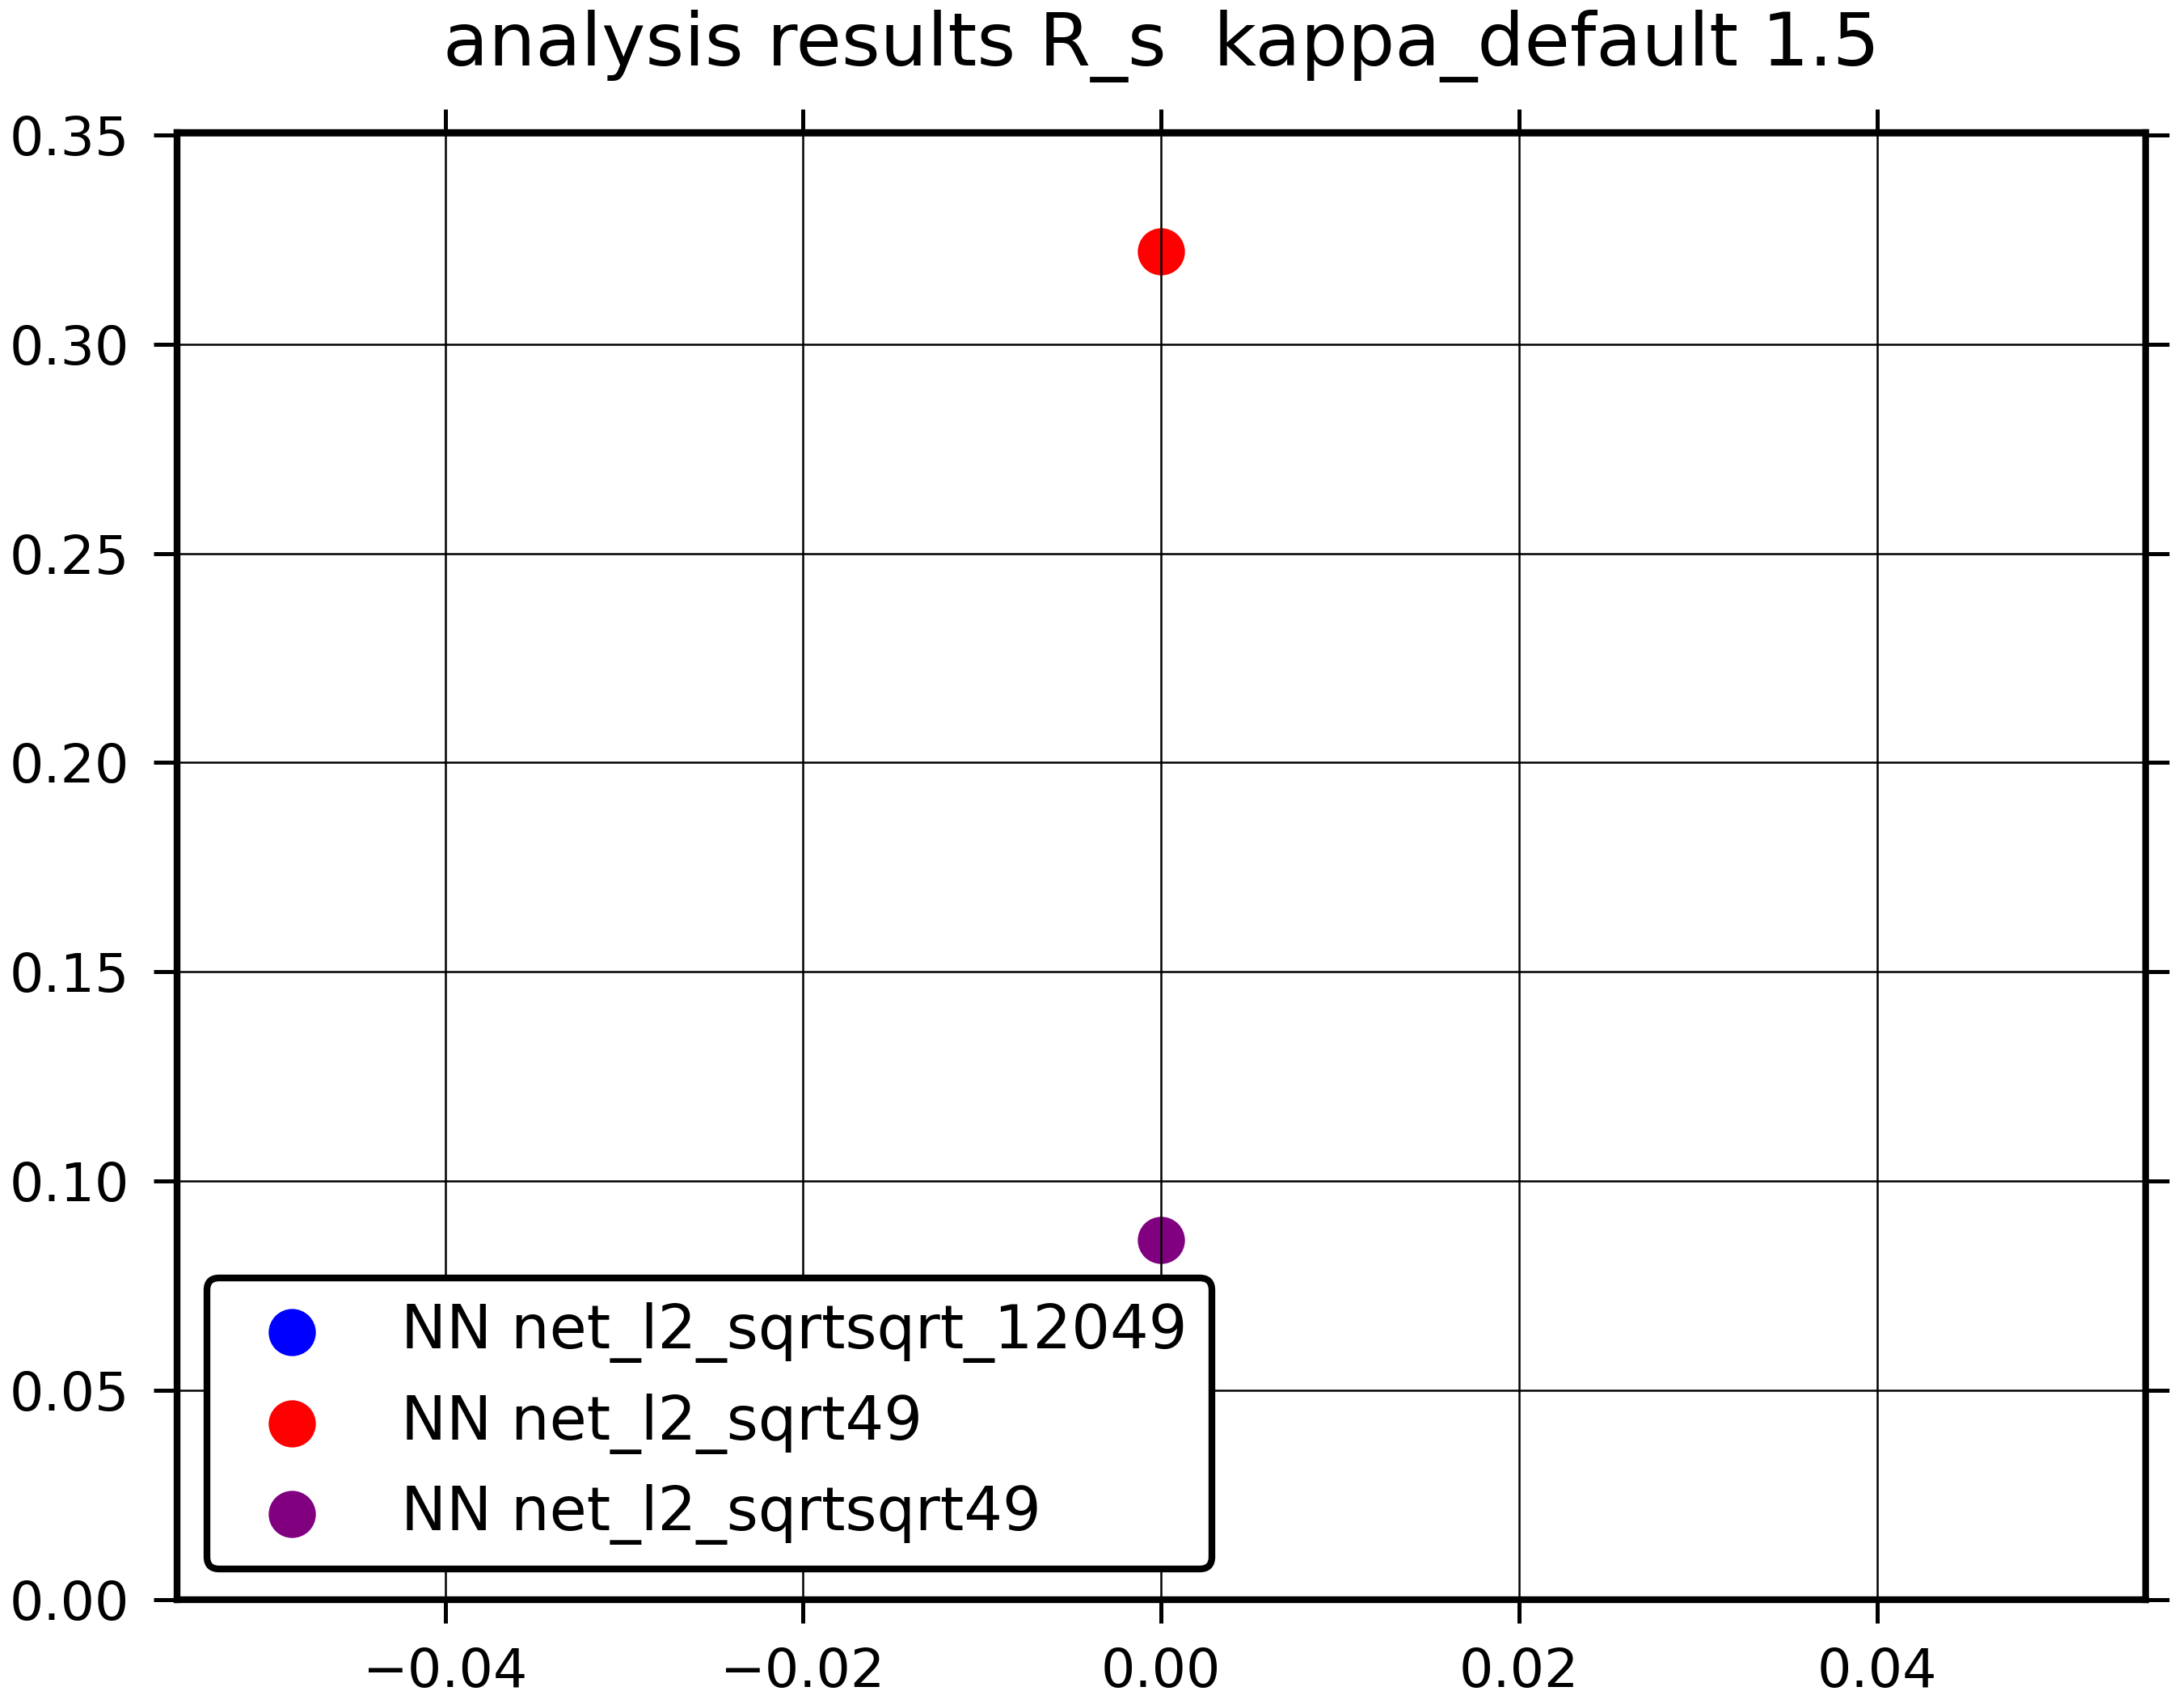 analysis results R_s  kappa_default 1.5
0.35
0.30
0.25
0.20
0.15
0.10
0.05
0.00
NN net_l2_sqrtsqrt_12049
NN net_l2_sqrt49
NN net_l2_sqrtsqrt49
−0.04 −0.02 0.00 0.02 0.04